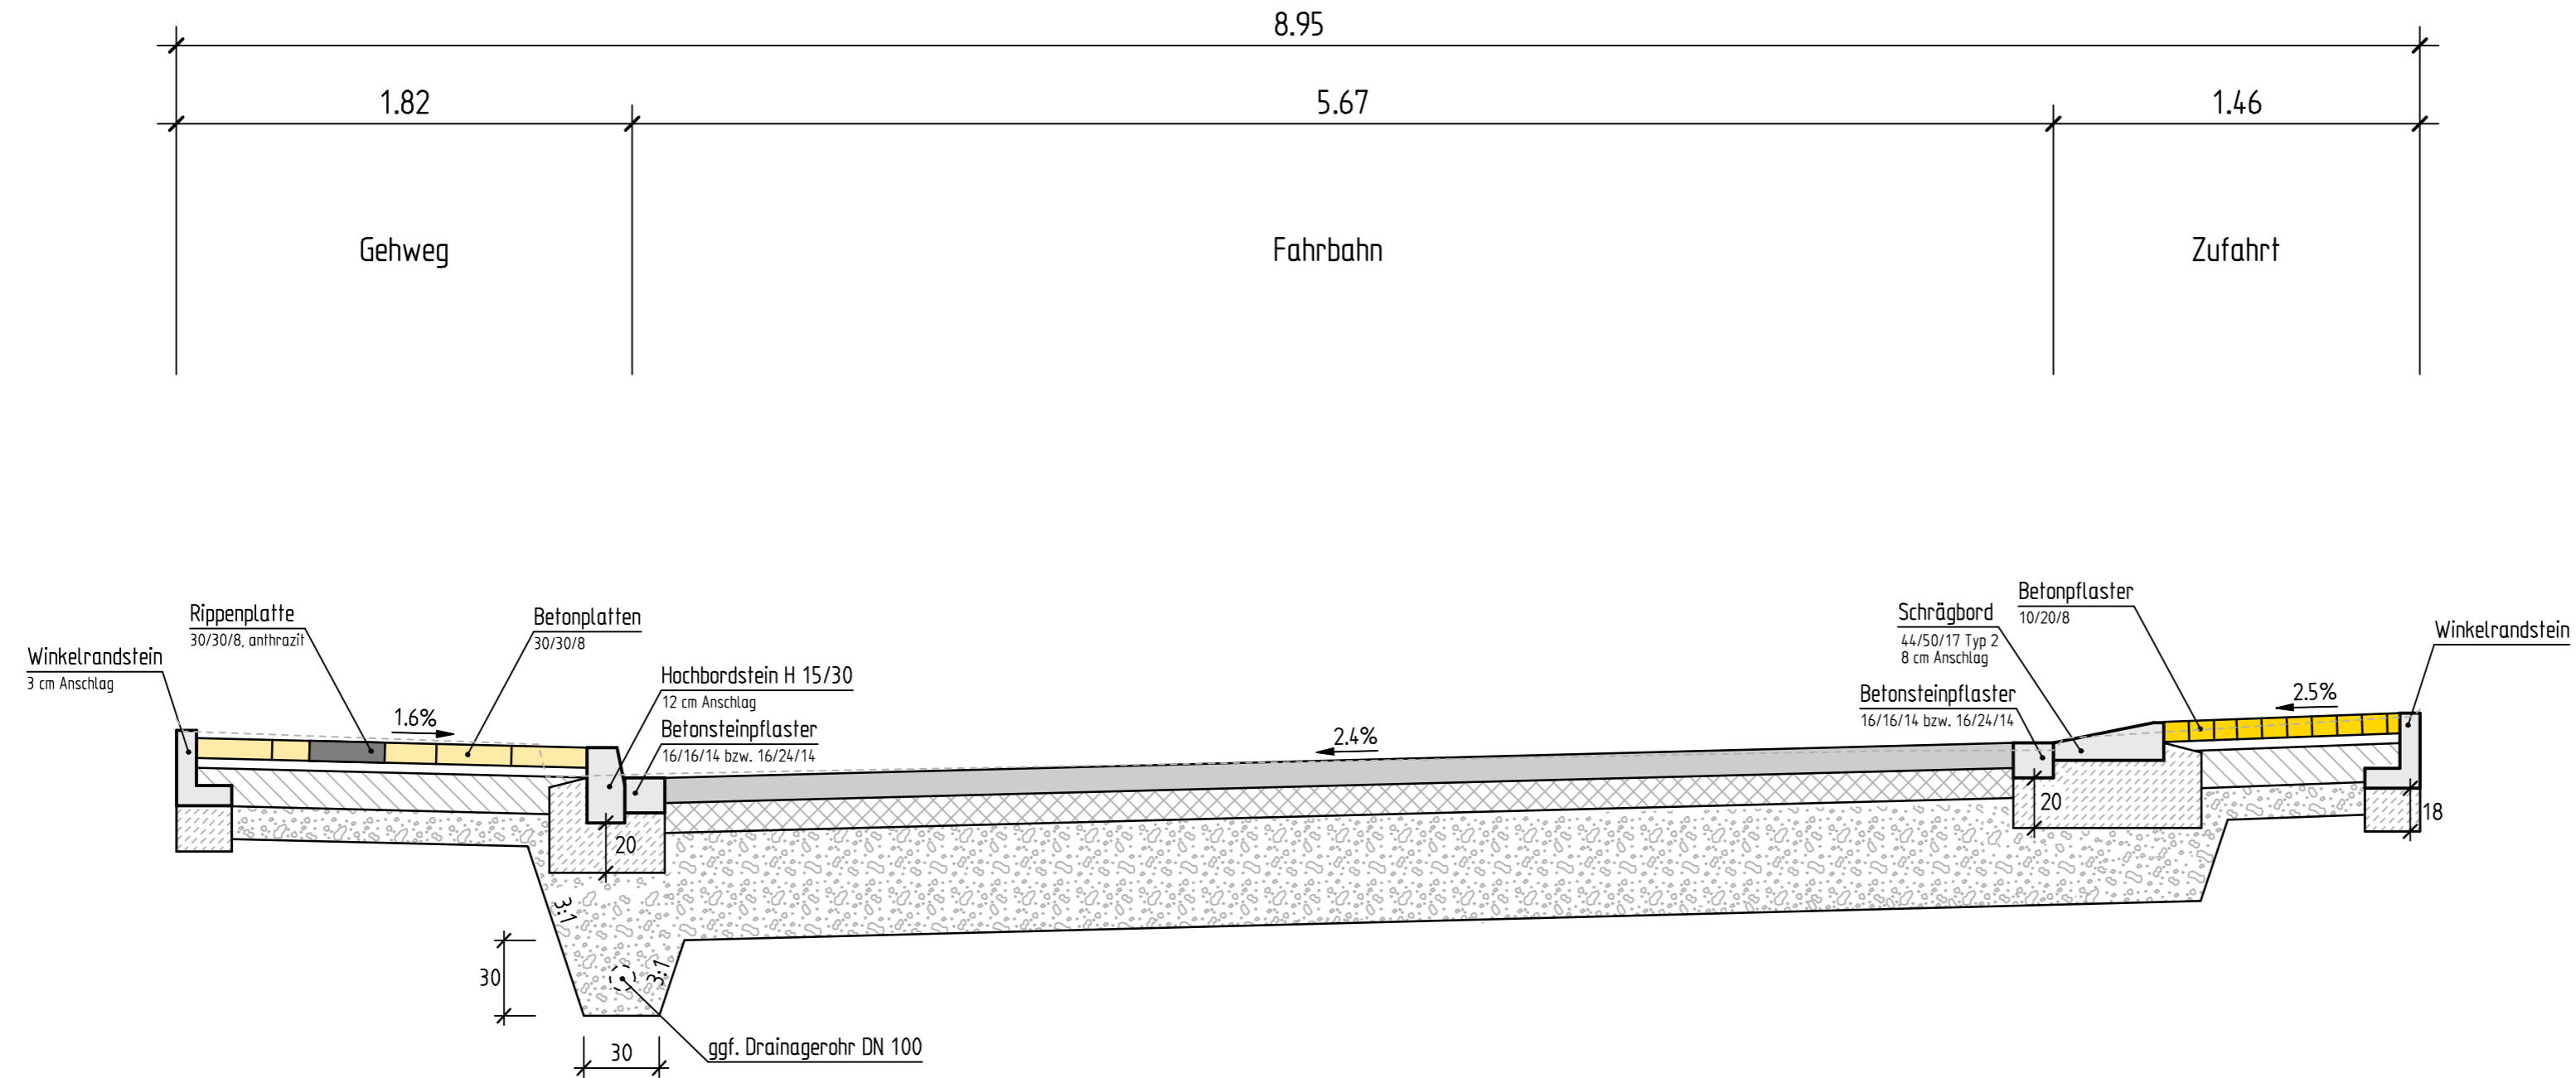 8.95
1.82
5.67
1.46
Gehweg
Fahrbahn
Zufahrt
Winkelrandstein
3 cm Anschlag
Rippenplatte
30/30/8, anthrazit
Betonplatten
30/30/8
Hochbordstein H 15/30
12 cm Anschlag
Betonsteinpflaster
16/16/14 bzw. 16/24/14
Betonsteinpflaster
16/16/14 bzw. 16/24/14
Schrägbord
44/50/17 Typ 2
8 cm Anschlag
Betonpflaster
10/20/8
Winkelrandstein
1.6%
2.4%
2.5%
20
20
18
3:1
3:1
30
30
ggf. Drainagerohr DN 100